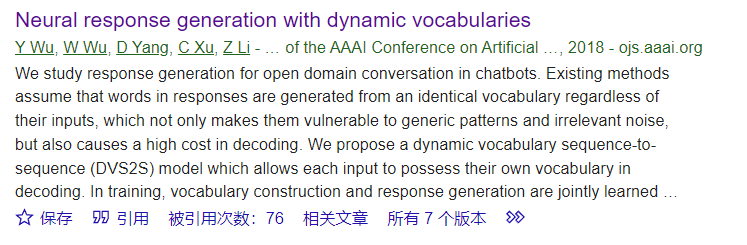 Neural response generation with dynamic vocabularies
Y Wu, W Wu, D Yang, C Xu, Z Li - … of the AAAI Conference on Artificial …, 2018 - ojs.aaai.org
We study response generation for open domain conversation in chatbots. Existing methods
assume that words in responses are generated from an identical vocabulary regardless of
their inputs, which not only makes them vulnerable to generic patterns and irrelevant noise,
but also causes a high cost in decoding. We propose a dynamic vocabulary sequence-to-
sequence (DVS2S) model which allows each input to possess their own vocabulary in
decoding. In training, vocabulary construction and response generation are jointly learned …
保存 引用 被引用次数：76 相关文章 所有 7 个版本